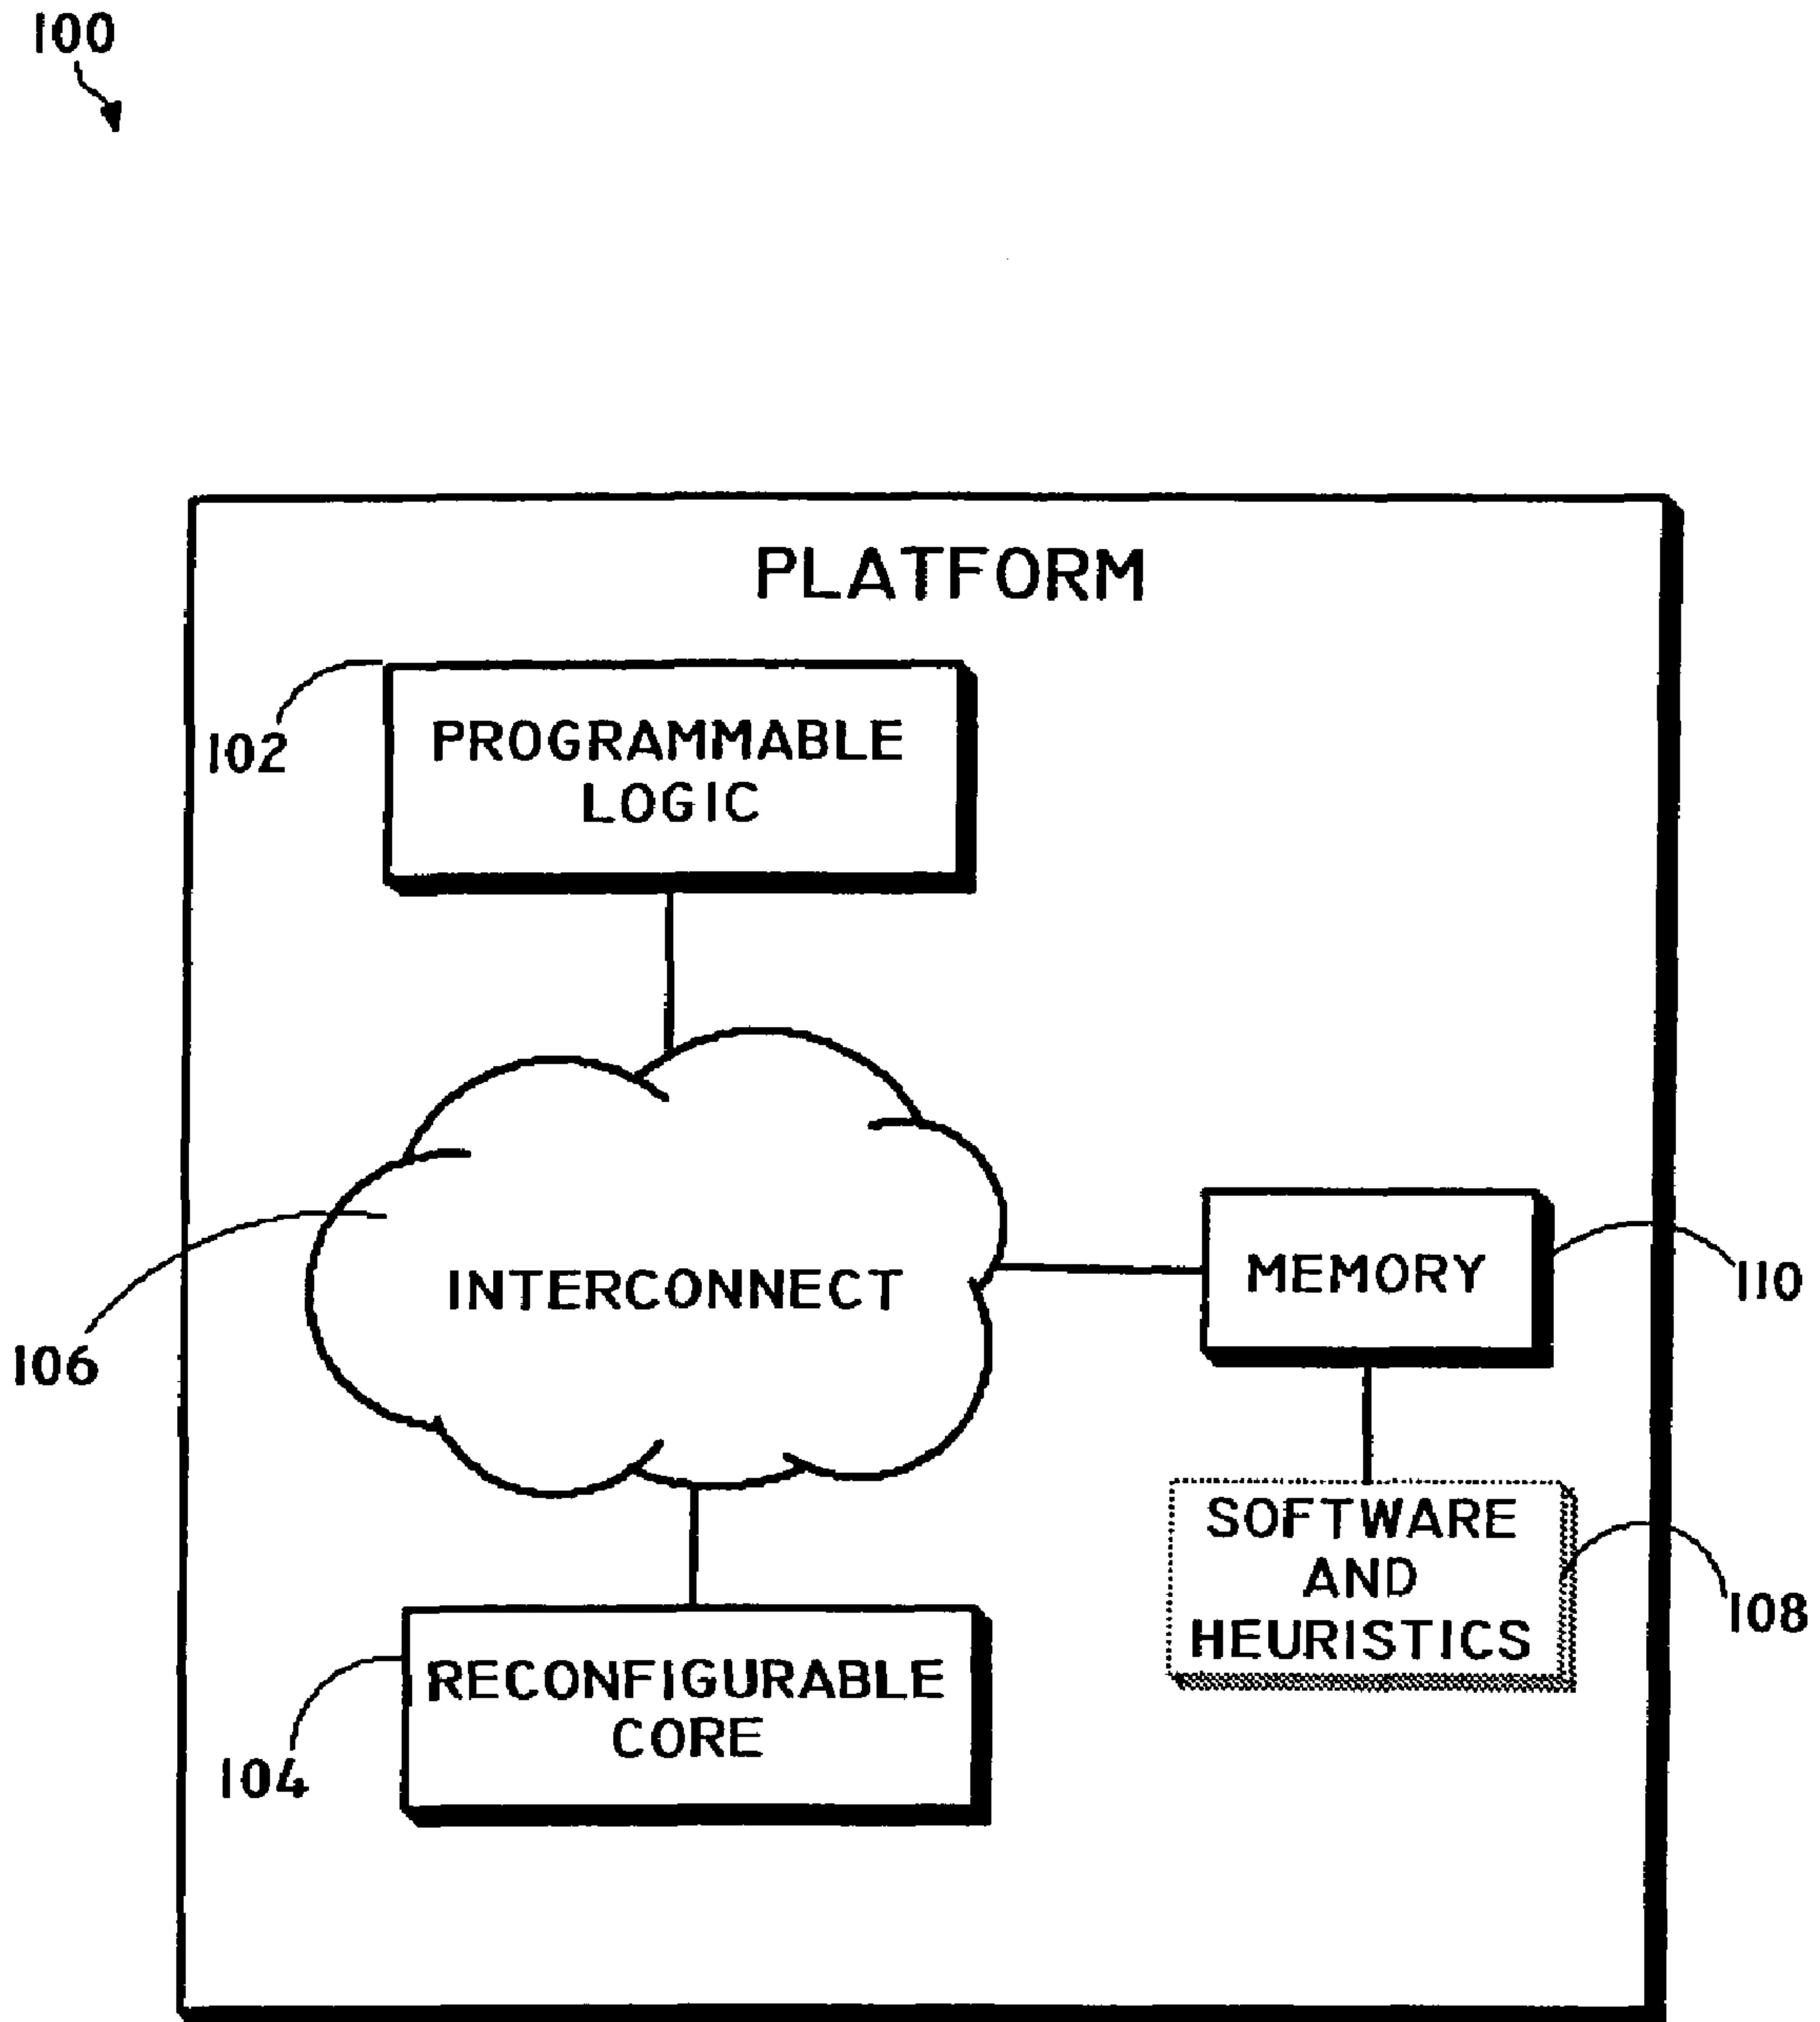 100
PLATFORM
102
PROGRAMMABLE
LOGIC
106
INTERCONNECT
MEMORY
110
SOFTWARE
AND
HEURISTICS
108
104
RECONFIGURABLE
CORE